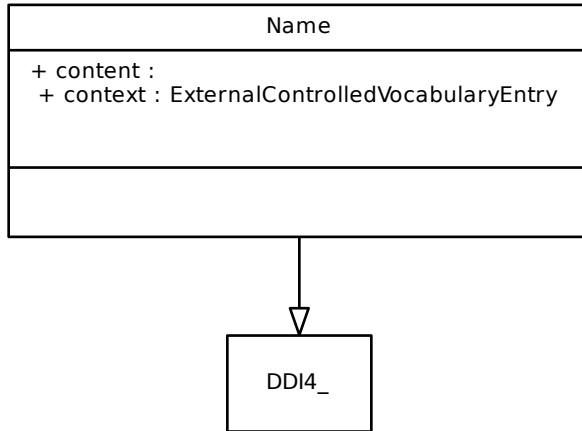 Name
+ content :
+ context : ExternalControlledVocabularyEntry
DDI4_